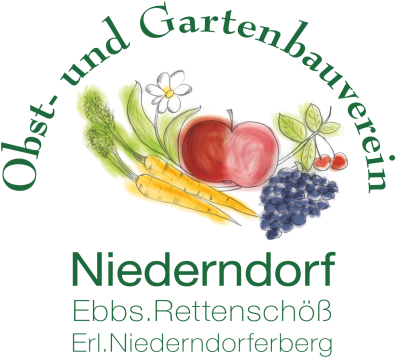 Obst- und Gartenbauverein
Niederndorf
Ebbs.Rettenschöß
Erl.Niederndorferberg